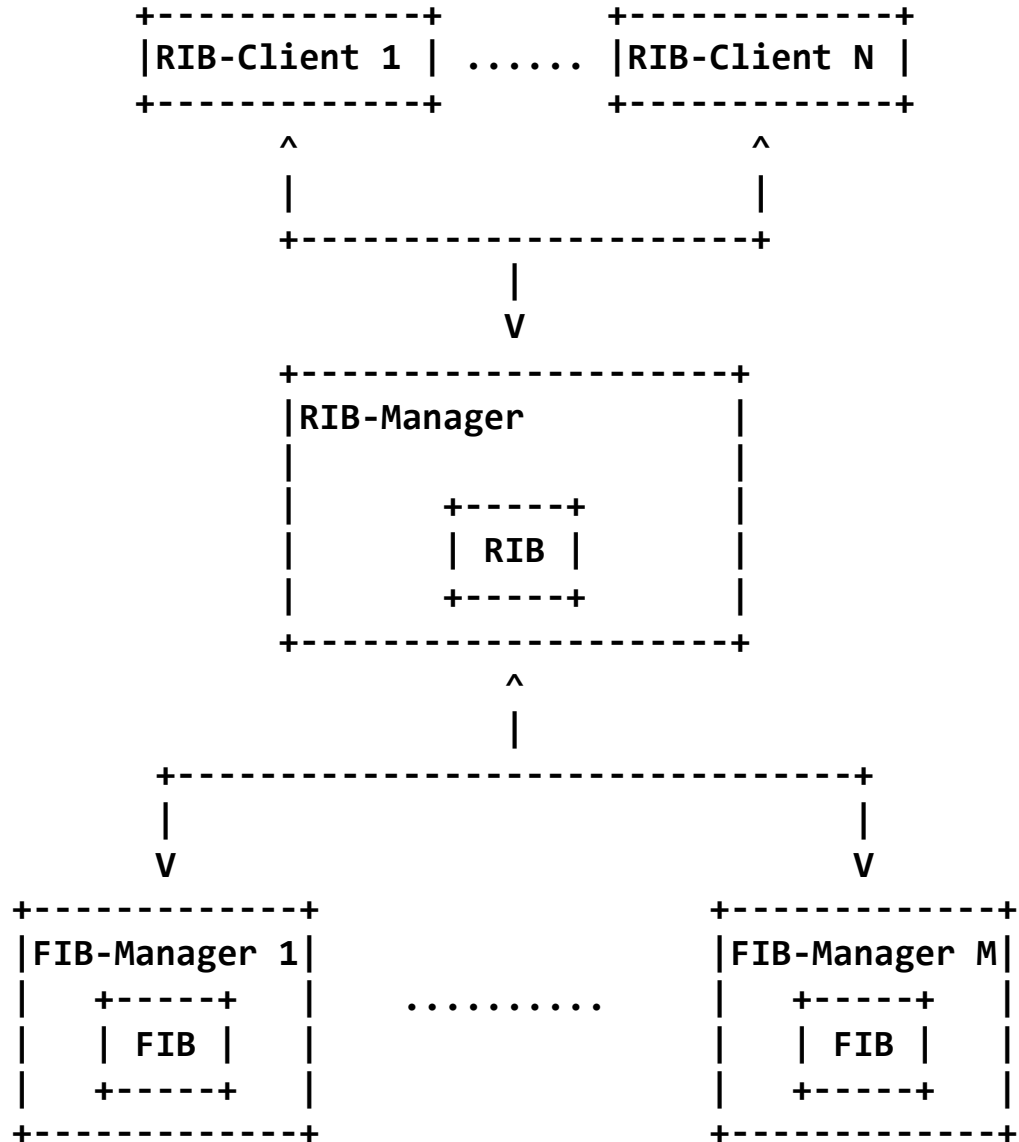 RIB-Client 1 ...... RIB-Client N
RIB-Manager
RIB
FIB-Manager 1 FIB-Manager M
..........
FIB FIB